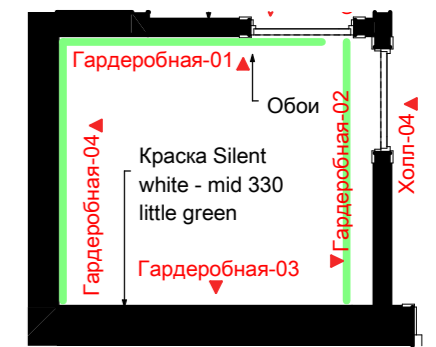 Гардеробная-01
Обои
Гардеробная-02
Холл-04
Гардеробная-04
Краска Silent
white - mid 330
little green
Гардеробная-03